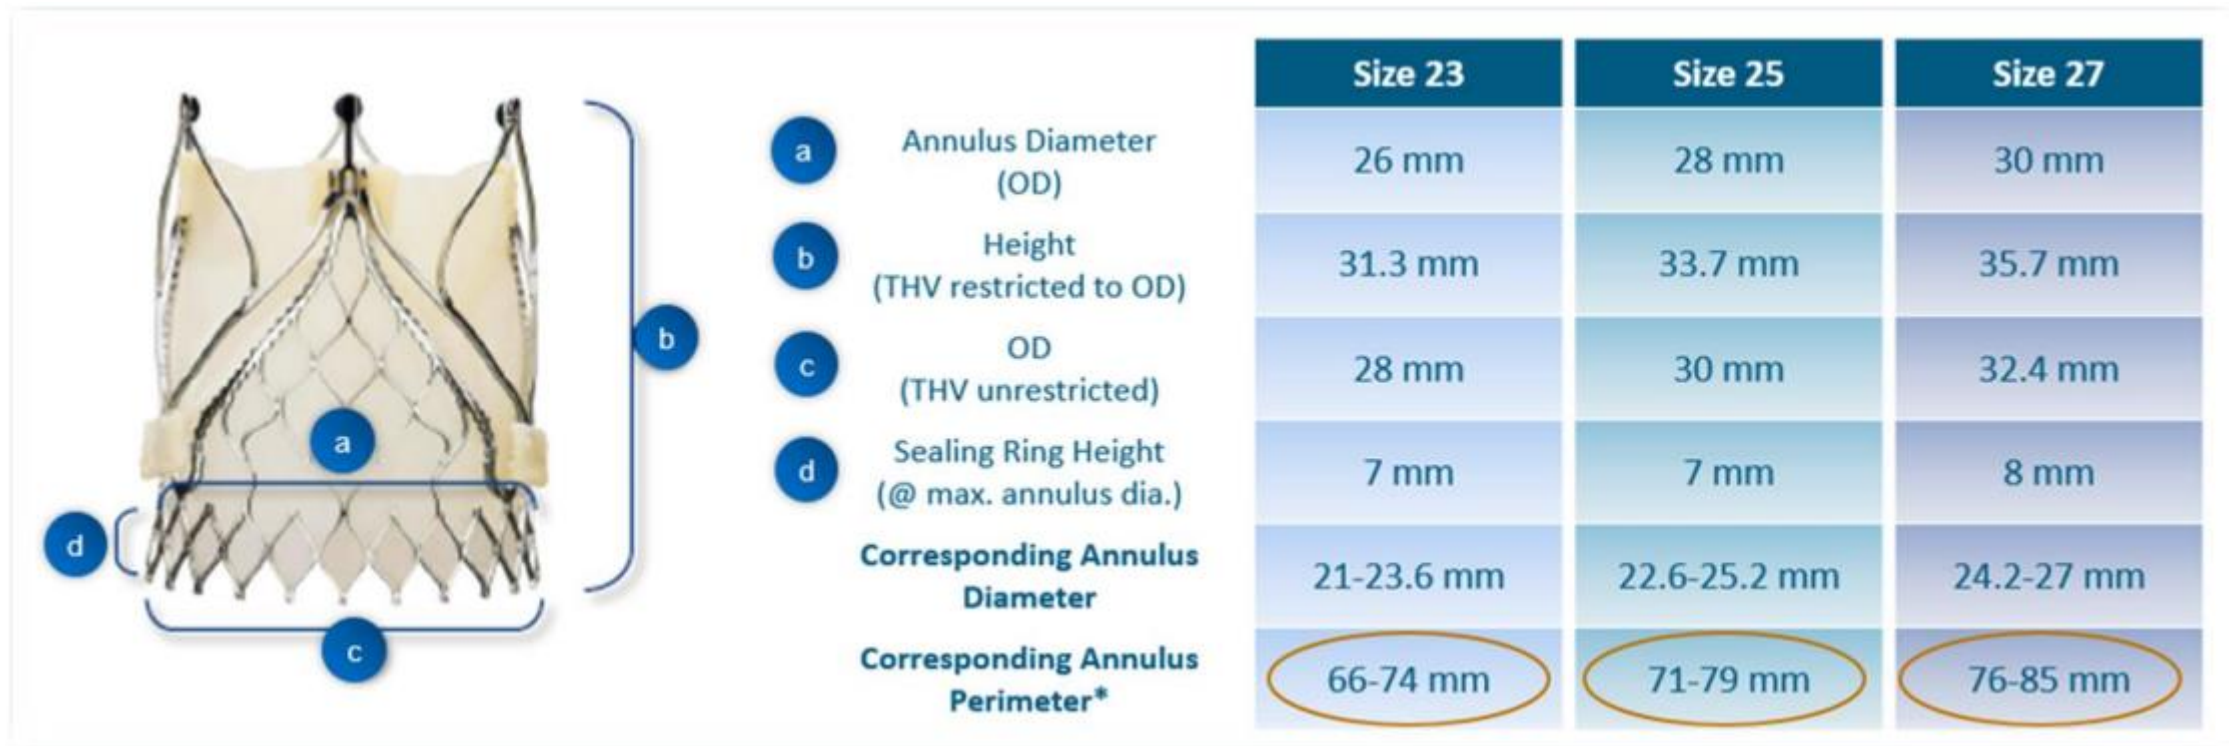 Size 23
Size 25
Size 27
a
Annulus Diameter
(OD)
26 mm
28 mm
30 mm
b
Height
(THV restricted to OD)
31.3 mm
33.7 mm
35.7 mm
c
OD
(THV unrestricted)
28 mm
30 mm
32.4 mm
d
Sealing Ring Height
(@ max. annulus dia.)
7 mm
7 mm
8 mm
Corresponding Annulus
Diameter
21-23.6 mm
22.6-25.2 mm
24.2-27 mm
Corresponding Annulus
Perimeter*
66-74 mm
71-79 mm
76-85 mm
b
a
d
c